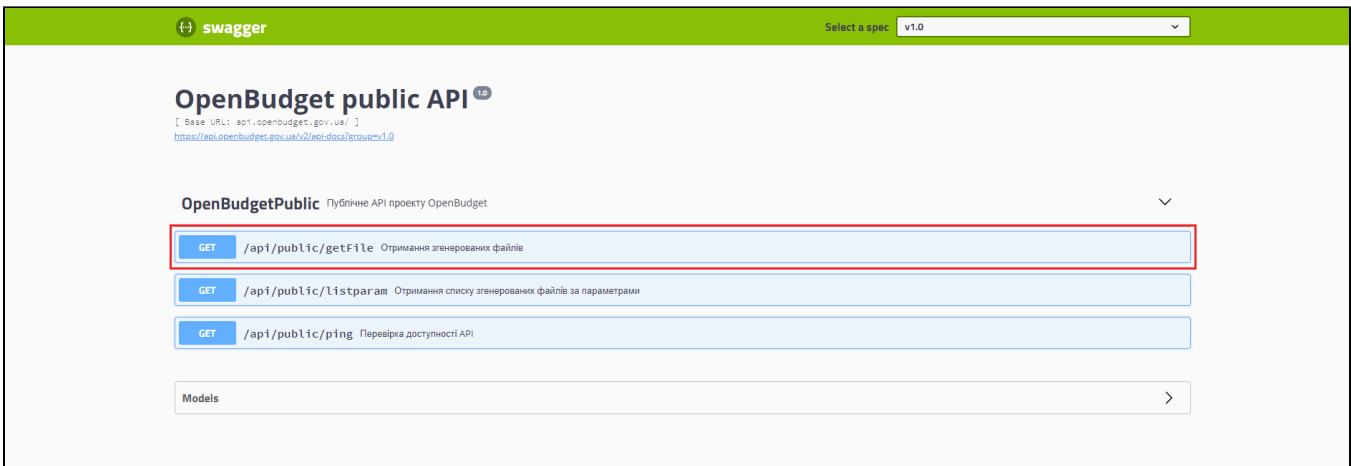 {···} swagger
Select a spec v1.0
OpenBudget public API 1.0
[ Base URL: api.openbudget.gov.ua/ ]
https://api.openbudget.gov.ua/v2/api-docs?group=v1.0
OpenBudgetPublic Публічне API проекту OpenBudget
GET /api/public/getFile Отримання згенерованих файлів
GET /api/public/listparam Отримання списку згенерованих файлів за параметрами
GET /api/public/ping Перевірка доступності API
Models